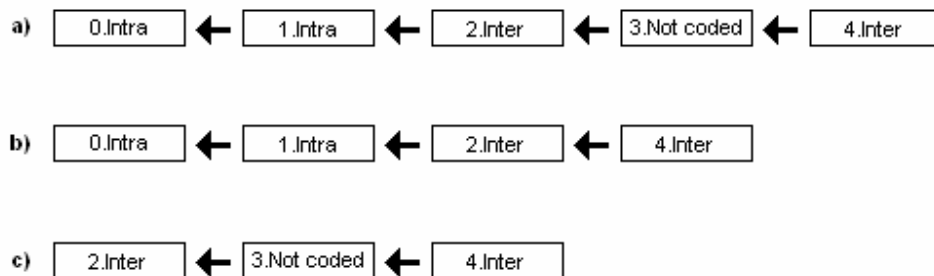 a) 0.Intra 1.Intra 2.Inter 3.Not coded 4.Inter
b) 0.Intra 1.Intra 2.Inter 4.Inter
c) 2.Inter 3.Not coded 4.Inter